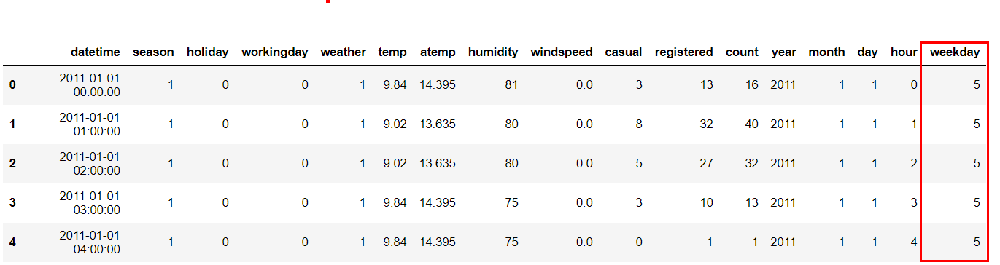 datetime season holiday workingday weather temp atemp humidity windspeed casual registered count year month day hour weekday
0 2011-01-01 00:00:00 1 0 0 1 9.84 14.395 81 0.0 3 13 16 2011 1 1 0 5
1 2011-01-01 01:00:00 1 0 0 1 9.02 13.635 80 0.0 8 32 40 2011 1 1 1 5
2 2011-01-01 02:00:00 1 0 0 1 9.02 13.635 80 0.0 5 27 32 2011 1 1 2 5
3 2011-01-01 03:00:00 1 0 0 1 9.84 14.395 75 0.0 3 10 13 2011 1 1 3 5
4 2011-01-01 04:00:00 1 0 0 1 9.84 14.395 75 0.0 0 1 1 2011 1 1 4 5